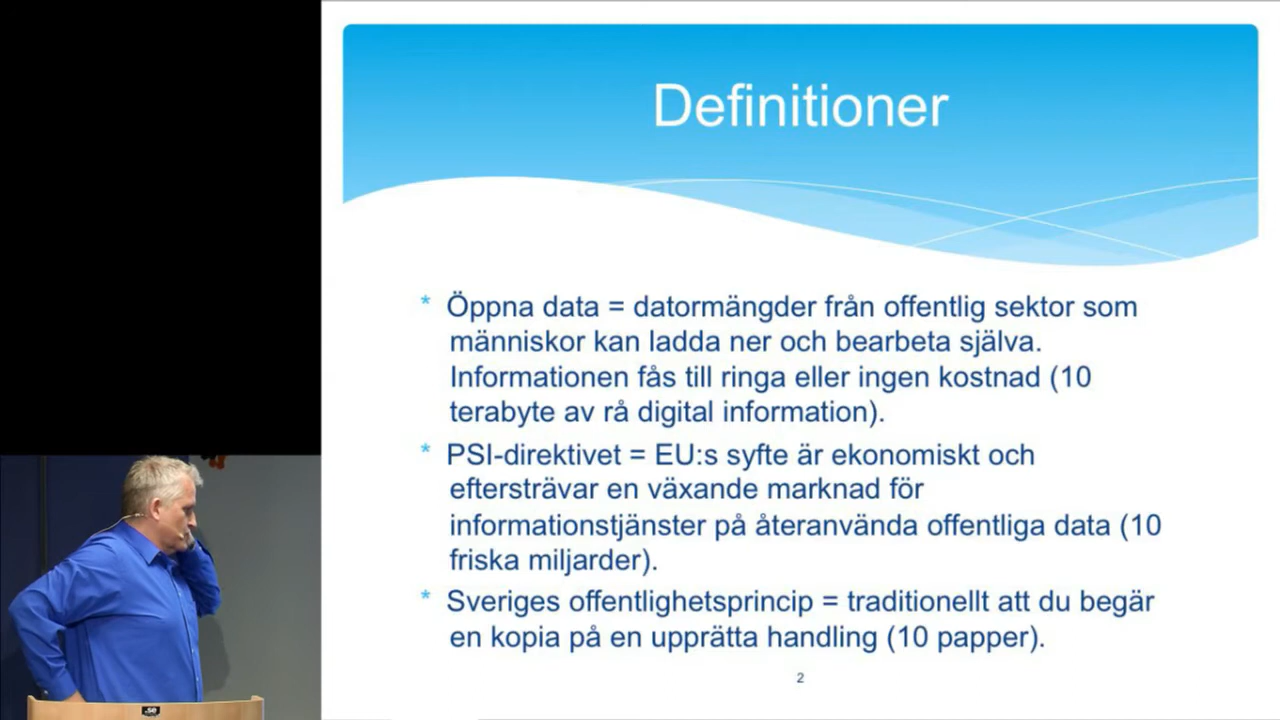 Definitioner
* Öppna data = datormängder från offentlig sektor som
människor kan ladda ner och bearbeta själva.
Informationen fås till ringa eller ingen kostnad (10
terabyte av rå digital information).
* PSI-direktivet = EU:s syfte är ekonomiskt och
eftersträvar en växande marknad för
informationstjänster på återanvända offentliga data (10
friska miljarder).
* Sveriges offentlighetsprincip = traditionellt att du begär
en kopia på en upprätta handling (10 papper).
2
.se